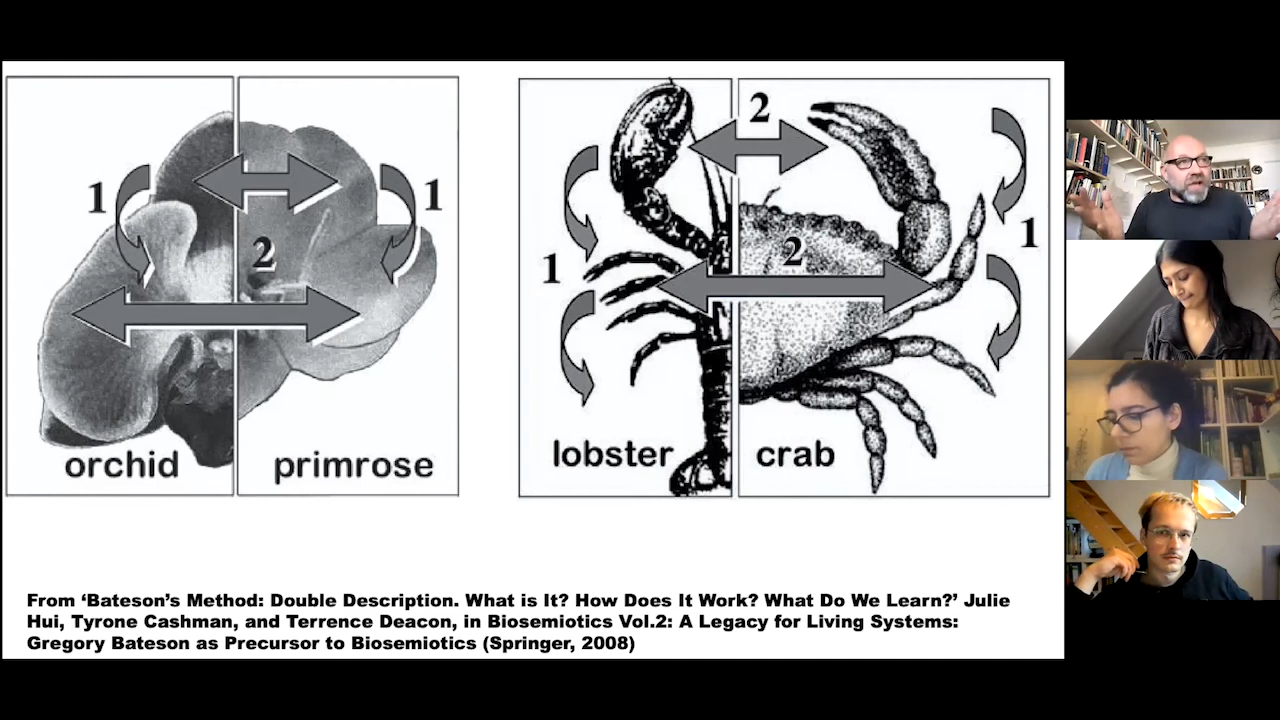 1
2
1
orchid
primrose
2
1
2
1
lobster
crab
From ‘Bateson’s Method: Double Description. What is It? How Does It Work? What Do We Learn?’ Julie
Hui, Tyrone Cashman, and Terrence Deacon, in Biosemiotics Vol.2: A Legacy for Living Systems:
Gregory Bateson as Precursor to Biosemiotics (Springer, 2008)